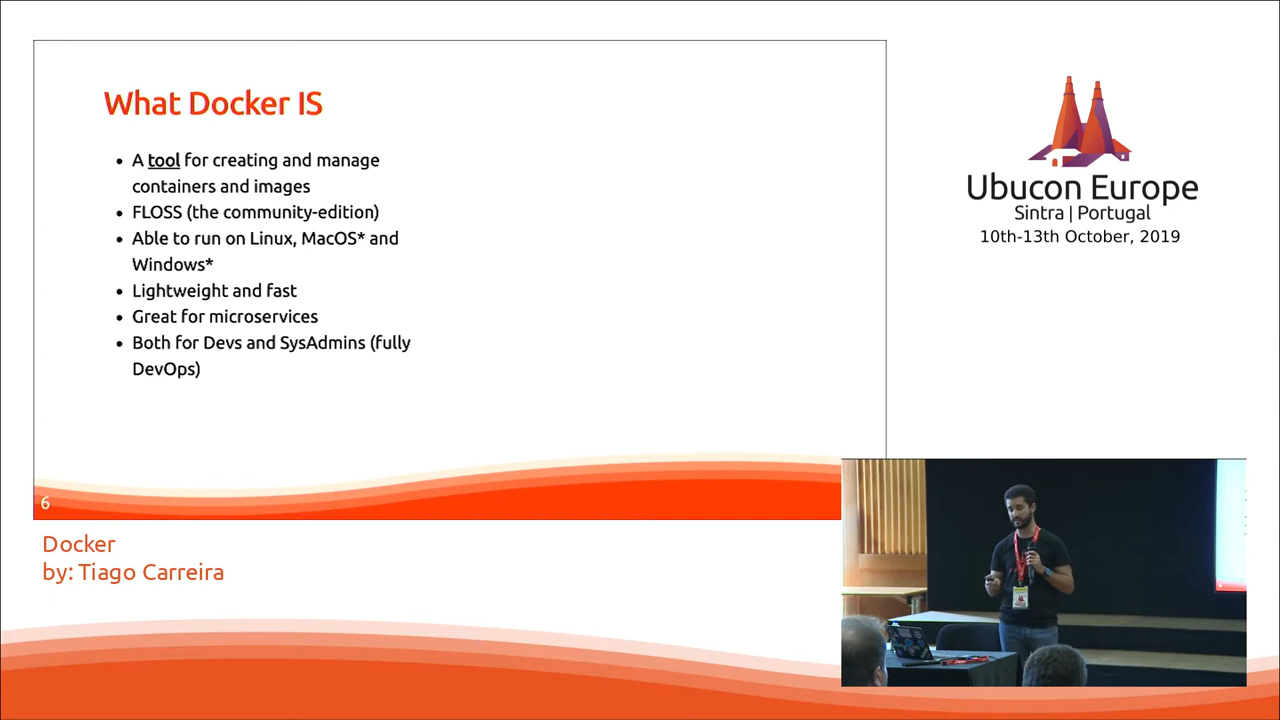 What Docker IS
• A tool for creating and manage
containers and images
• FLOSS (the community-edition)
• Able to run on Linux, MacOS* and
Windows*
• Lightweight and fast
• Great for microservices
• Both for Devs and SysAdmins (fully
DevOps)
6
Docker
by: Tiago Carreira
Ubucon Europe
Sintra | Portugal
10th-13th October, 2019